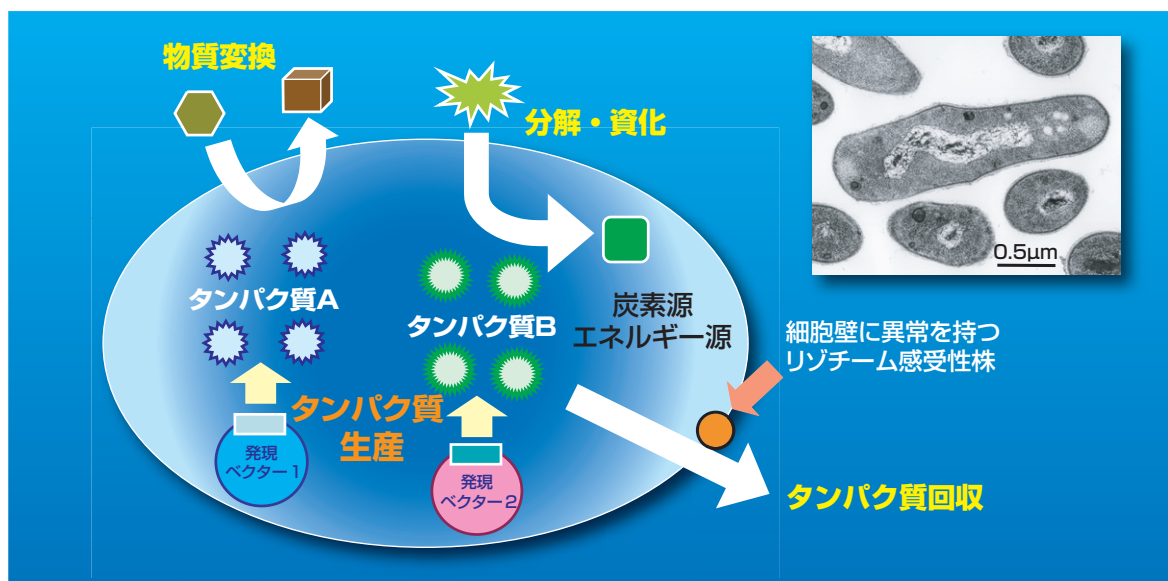 物質変換
分解・資化
0.5μm
タンパク質A
タンパク質B
炭素源
エネルギー源
細胞壁に異常を持つ
リゾチーム感受性株
タンパク質
生産
発現
ベクター1
発現
ベクター2
タンパク質回収